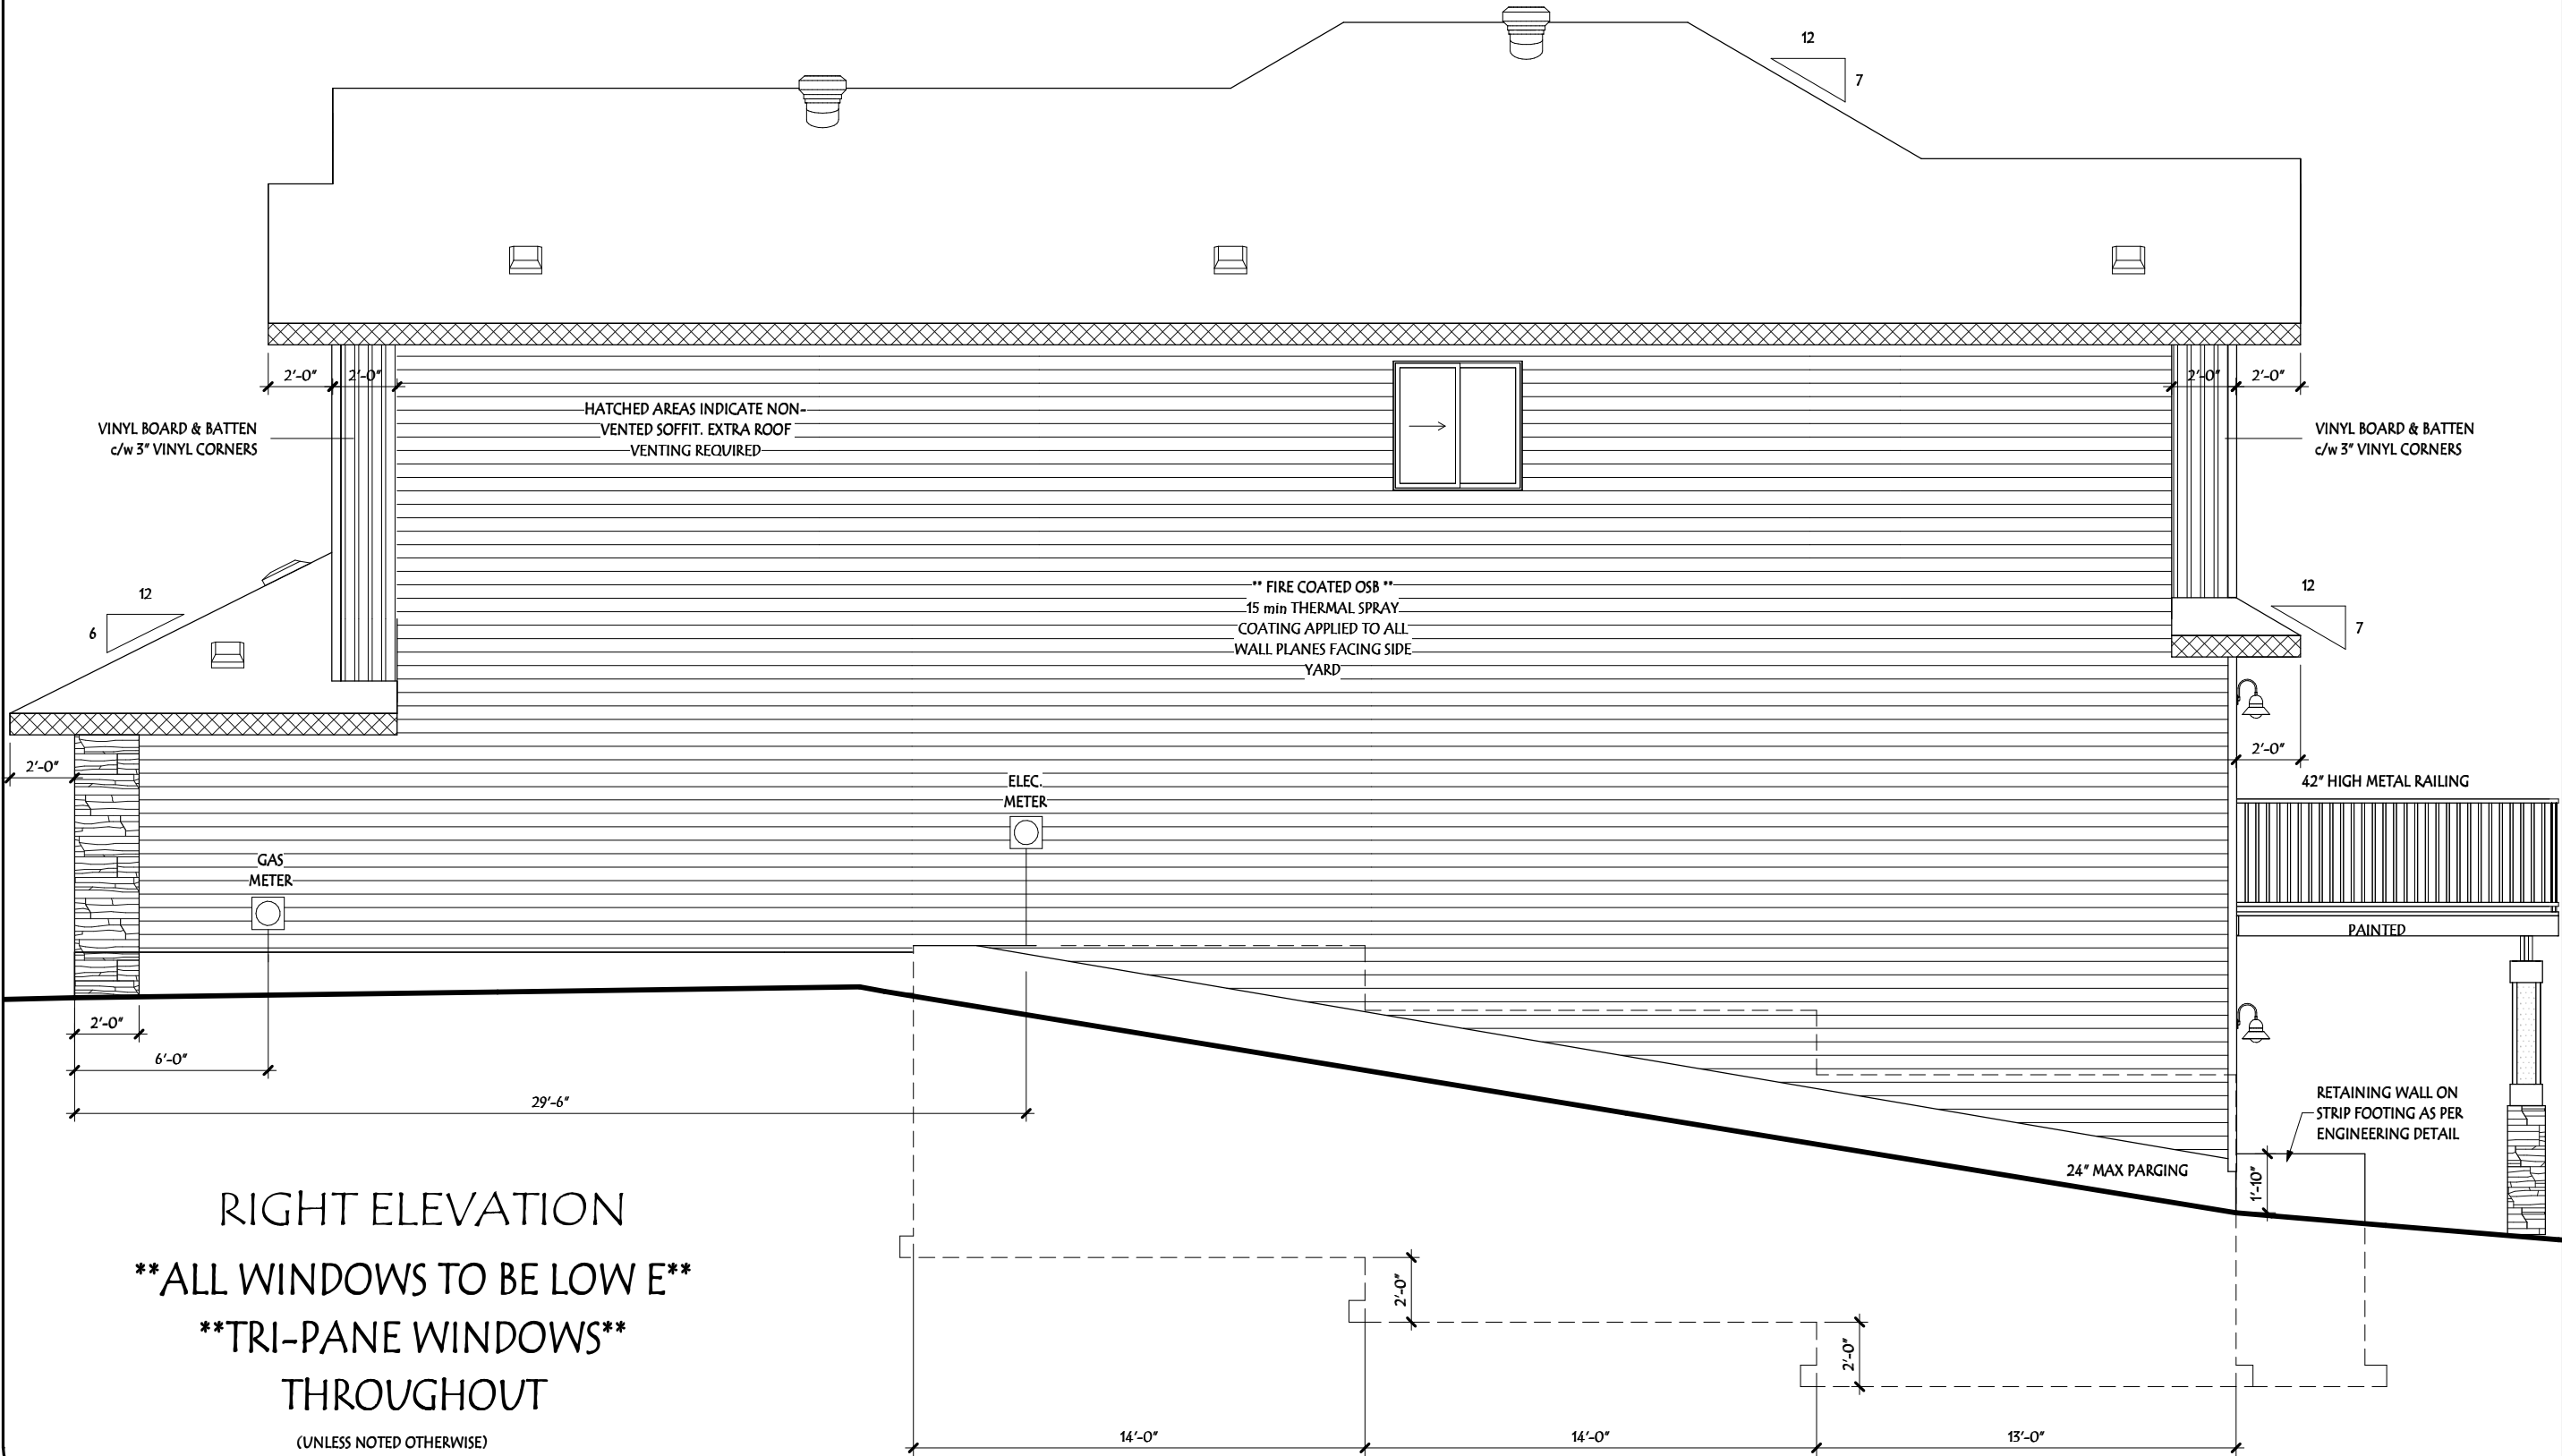 12
7
2'-0"
2'-0"
2'-0"
2'-0"
VINYL BOARD & BATTEN
c/w 3" VINYL CORNERS
HATCHED AREAS INDICATE NON-
VENTED SOFFIT. EXTRA ROOF
VENTING REQUIRED
VINYL BOARD & BATTEN
c/w 3" VINYL CORNERS
12
6
** FIRE COATED OSB **
15 min THERMAL SPRAY
COATING APPLIED TO ALL
WALL PLANES FACING SIDE
YARD
12
7
2'-0"
2'-0"
42" HIGH METAL RAILING
ELEC.
METER
GAS
METER
PAINTED
2'-0"
6'-0"
29'-6"
RETAINING WALL ON
STRIP FOOTING AS PER
ENGINEERING DETAIL
24" MAX PARGING
1'-10"
RIGHT ELEVATION
**ALL WINDOWS TO BE LOW E**
**TRI-PANE WINDOWS**
THROUGHOUT
(UNLESS NOTED OTHERWISE)
2'-0"
2'-0"
14'-0"
14'-0"
13'-0"